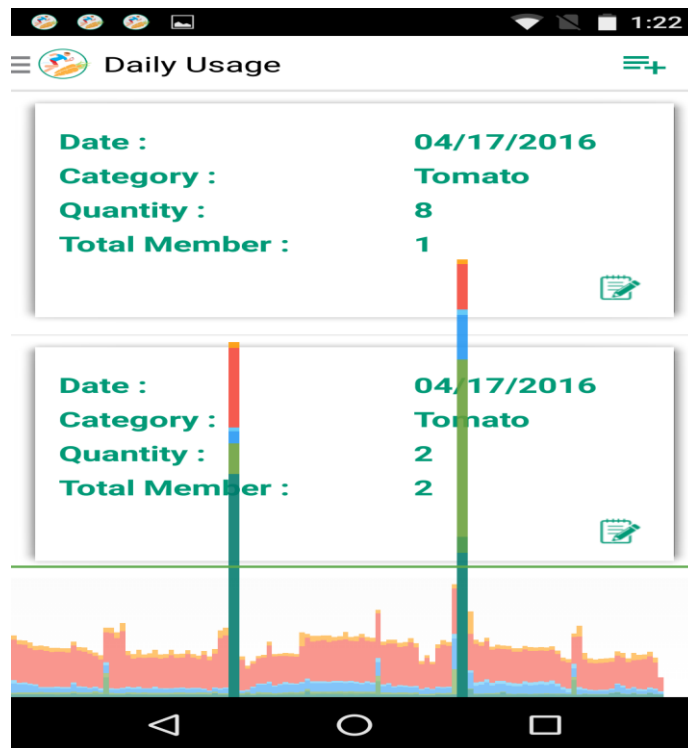 1:22
Daily Usage
Date : 04/17/2016
Category : Tomato
Quantity : 8
Total Member : 1
Date : 04/17/2016
Category : Tomato
Quantity : 2
Total Member : 2